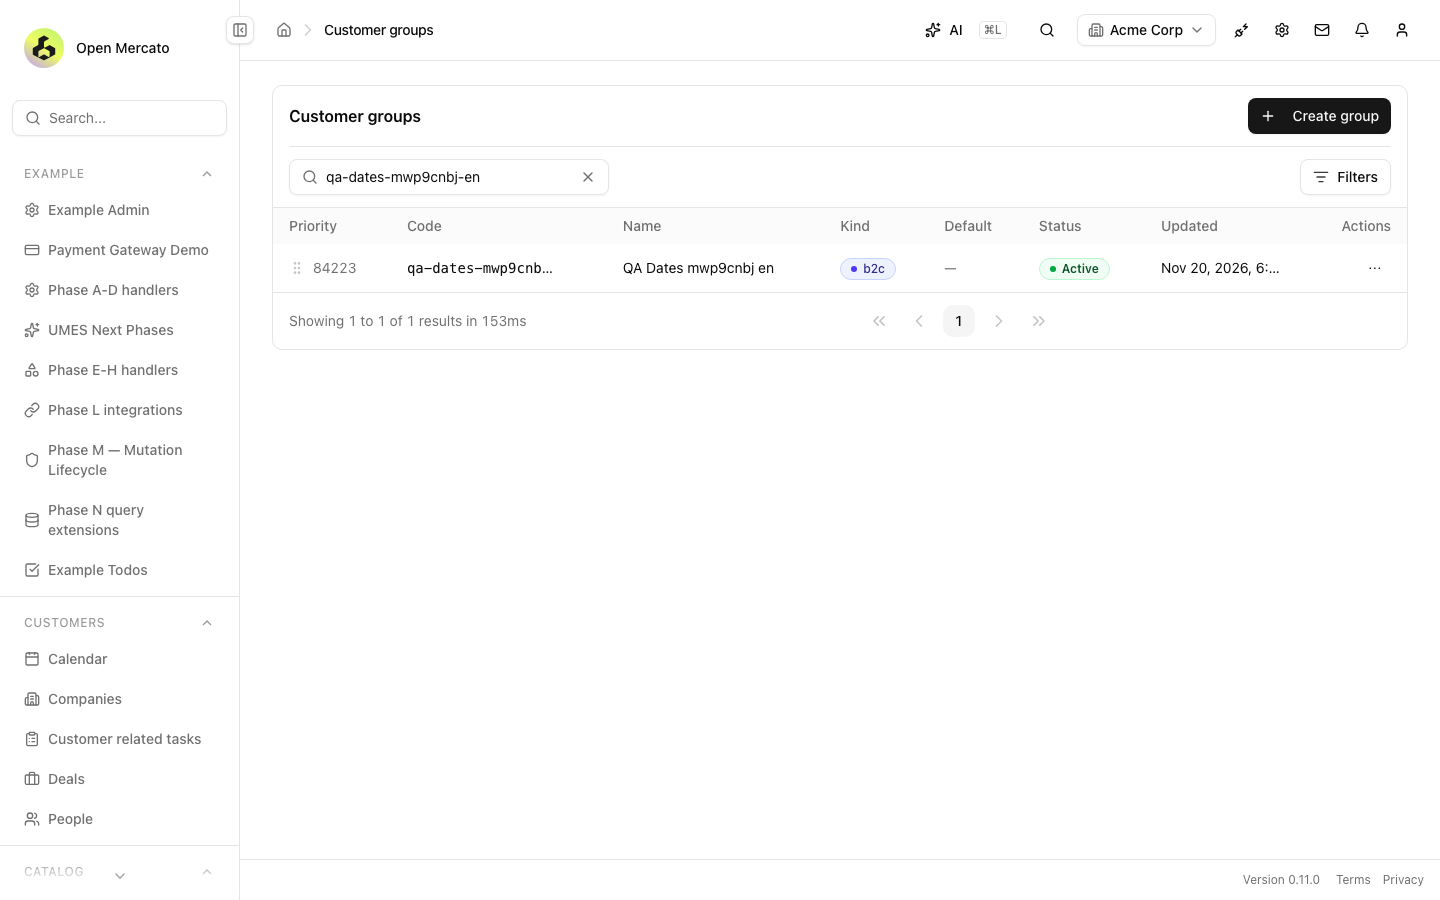 Open Mercato
Customer groups
AI
⌘L
Acme Corp
Search...
EXAMPLE
Example Admin
Payment Gateway Demo
Phase A-D handlers
UMES Next Phases
Phase E-H handlers
Phase L integrations
Phase M — Mutation
Lifecycle
Phase N query
extensions
Example Todos
CUSTOMERS
Calendar
Companies
Customer related tasks
Deals
People
CATALOG
Customer groups
Create group
qa-dates-mwp9cnbj-en
Filters
Priority Code Name Kind Default Status Updated Actions
84223 qa-dates-mwp9cnb… QA Dates mwp9cnbj en b2c — Active Nov 20, 2026, 6:… ...
Showing 1 to 1 of 1 results in 153ms
1
Version 0.11.0 Terms Privacy